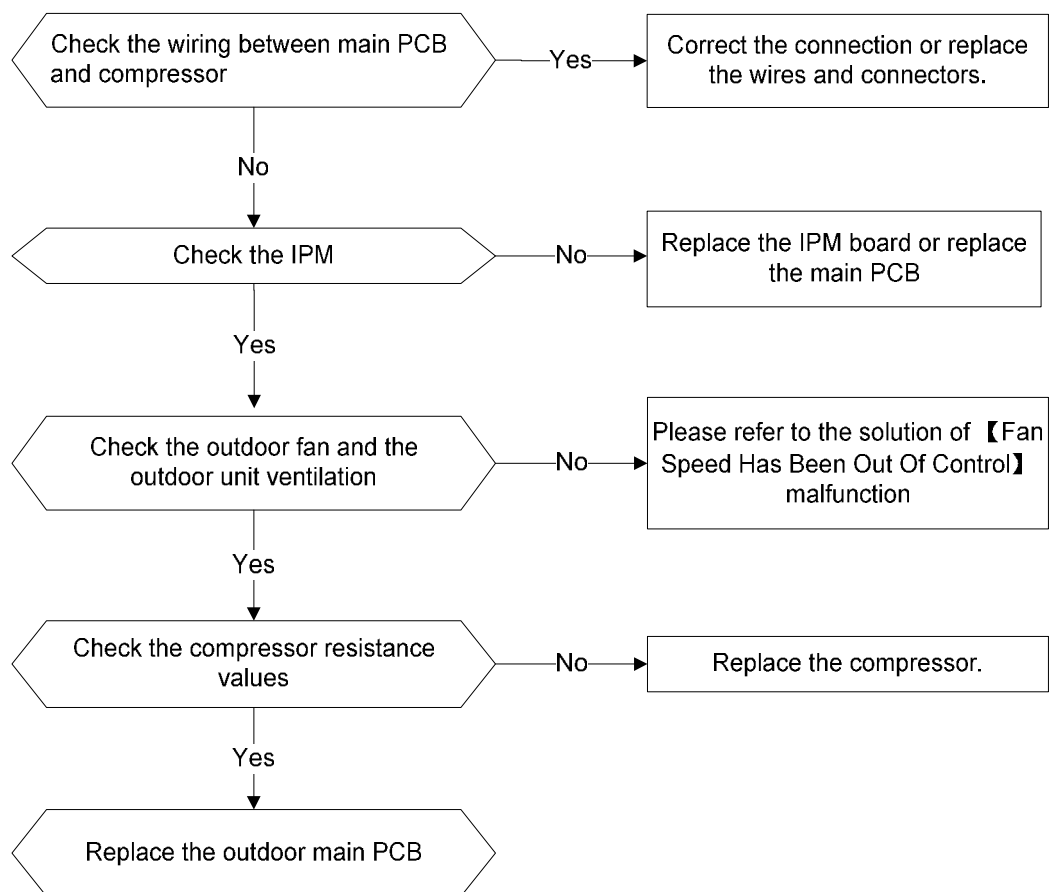 Check the wiring between main PCB
and compressor
Yes
Correct the connection or replace
the wires and connectors.
No
Check the IPM
No
Replace the IPM board or replace
the main PCB
Yes
Check the outdoor fan and the
outdoor unit ventilation
No
Please refer to the solution of 【Fan
Speed Has Been Out Of Control】
malfunction
Yes
Check the compressor resistance
values
No
Replace the compressor.
Yes
Replace the outdoor main PCB